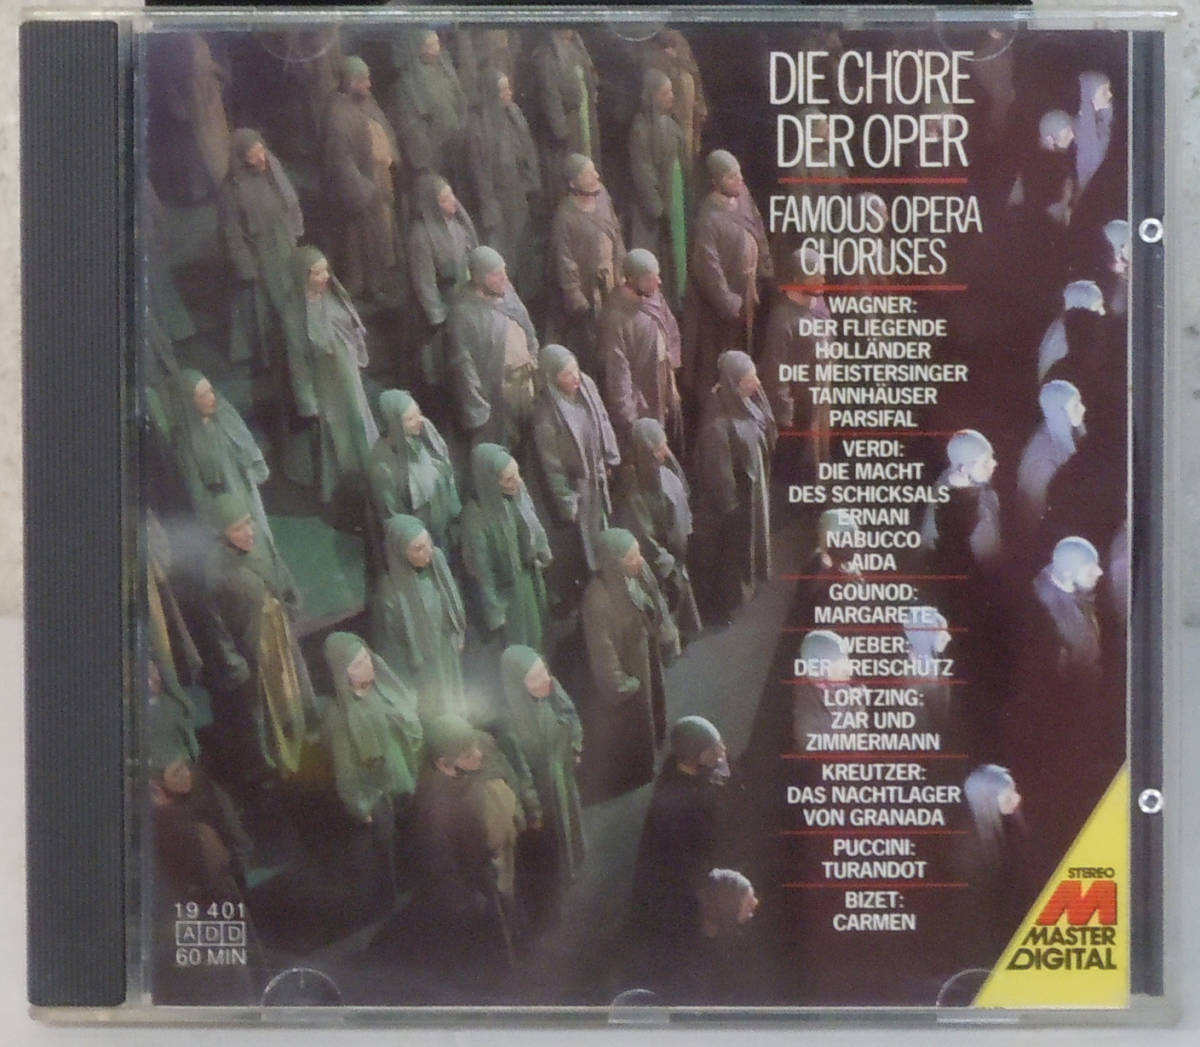 DIE CHÖRE
DER OPER
FAMOUS OPERA
CHORUSES
WAGNER:
DER FLIEGENDE
HOLLÄNDER
DIE MEISTERSINGER
TANNHÄUSER
PARSIFAL
VERDI:
DIE MACHT
DES SCHICKSALS
ERNANI
NABUCCO
AIDA
GOUNOD:
MARGARETE
WEBER:
DER FREISCHÜTZ
LORTZING:
ZAR UND
ZIMMERMANN
KREUTZER:
DAS NACHTLAGER
VON GRANADA
PUCCINI:
TURANDOT
BIZET:
CARMEN
19 401
ADD
60 MIN
STEREO
M
MASTER
DIGITAL